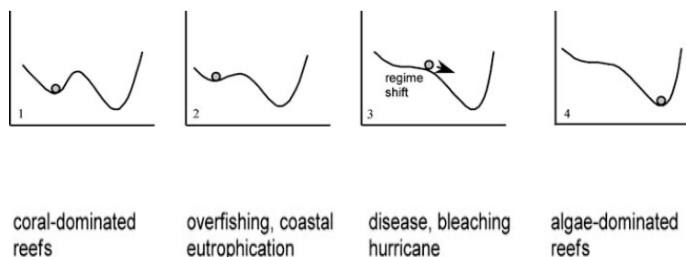 1
2
3
regime
shift
4
coral-dominated
reefs
overfishing, coastal
eutrophication
disease, bleaching
hurricane
algae-dominated
reefs